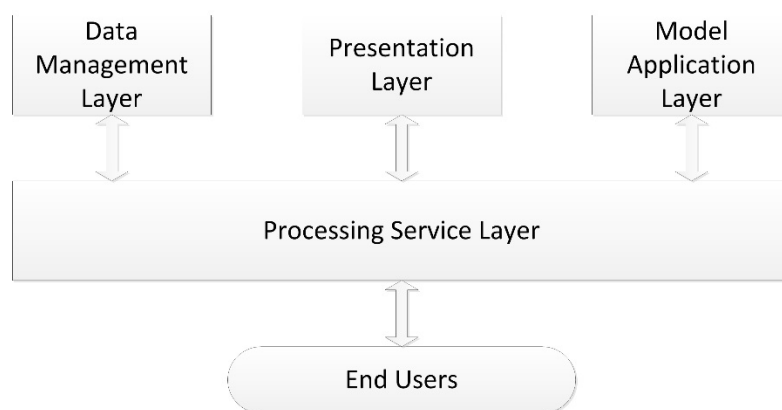 Data
Management
Layer
Presentation
Layer
Model
Application
Layer
Processing Service Layer
End Users